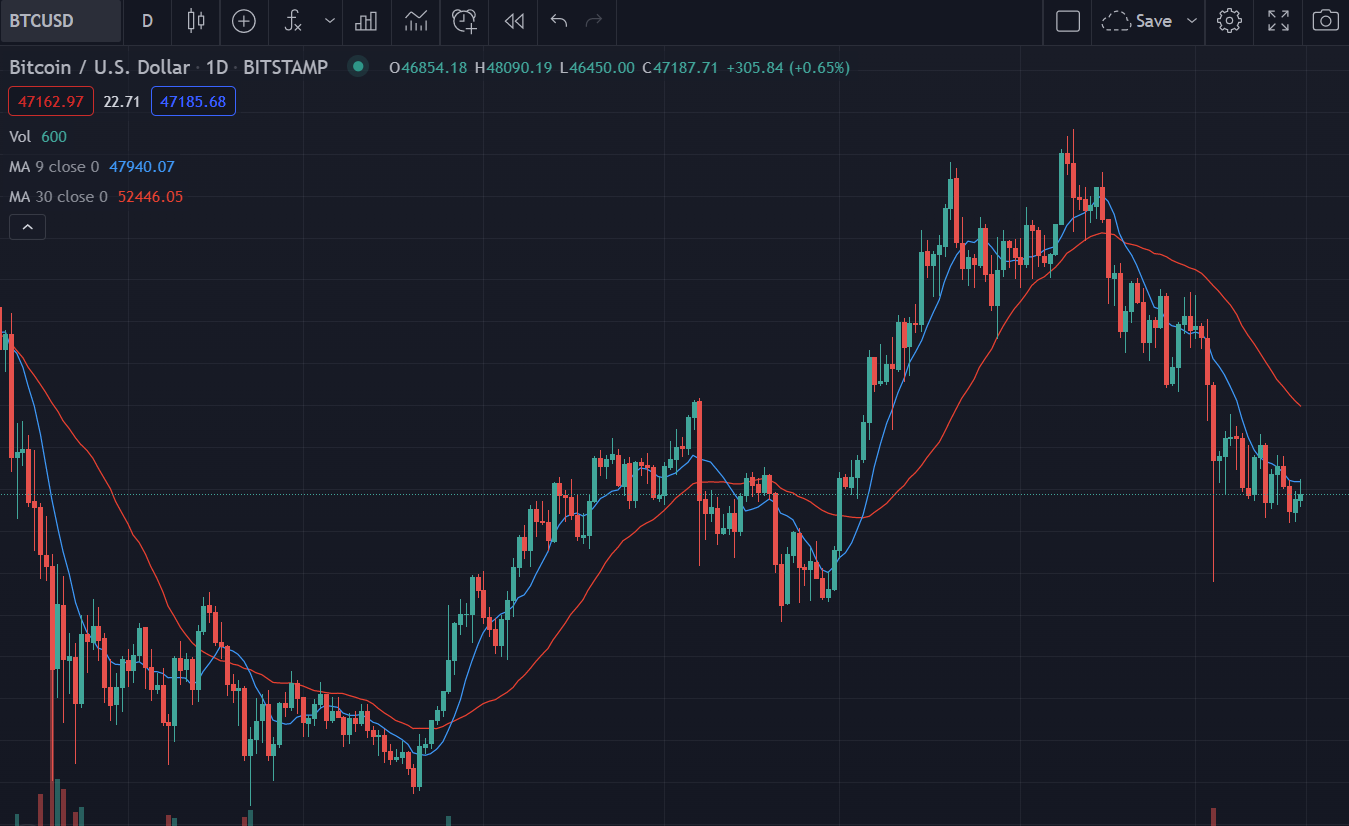 BTCUSD D Save
Bitcoin / U.S. Dollar · 1D · BITSTAMP O46854.18 H48090.19 L46450.00 C47187.71 +305.84 (+0.65%)
47162.97 22.71 47185.68
Vol 600
MA 9 close 0 47940.07
MA 30 close 0 52446.05